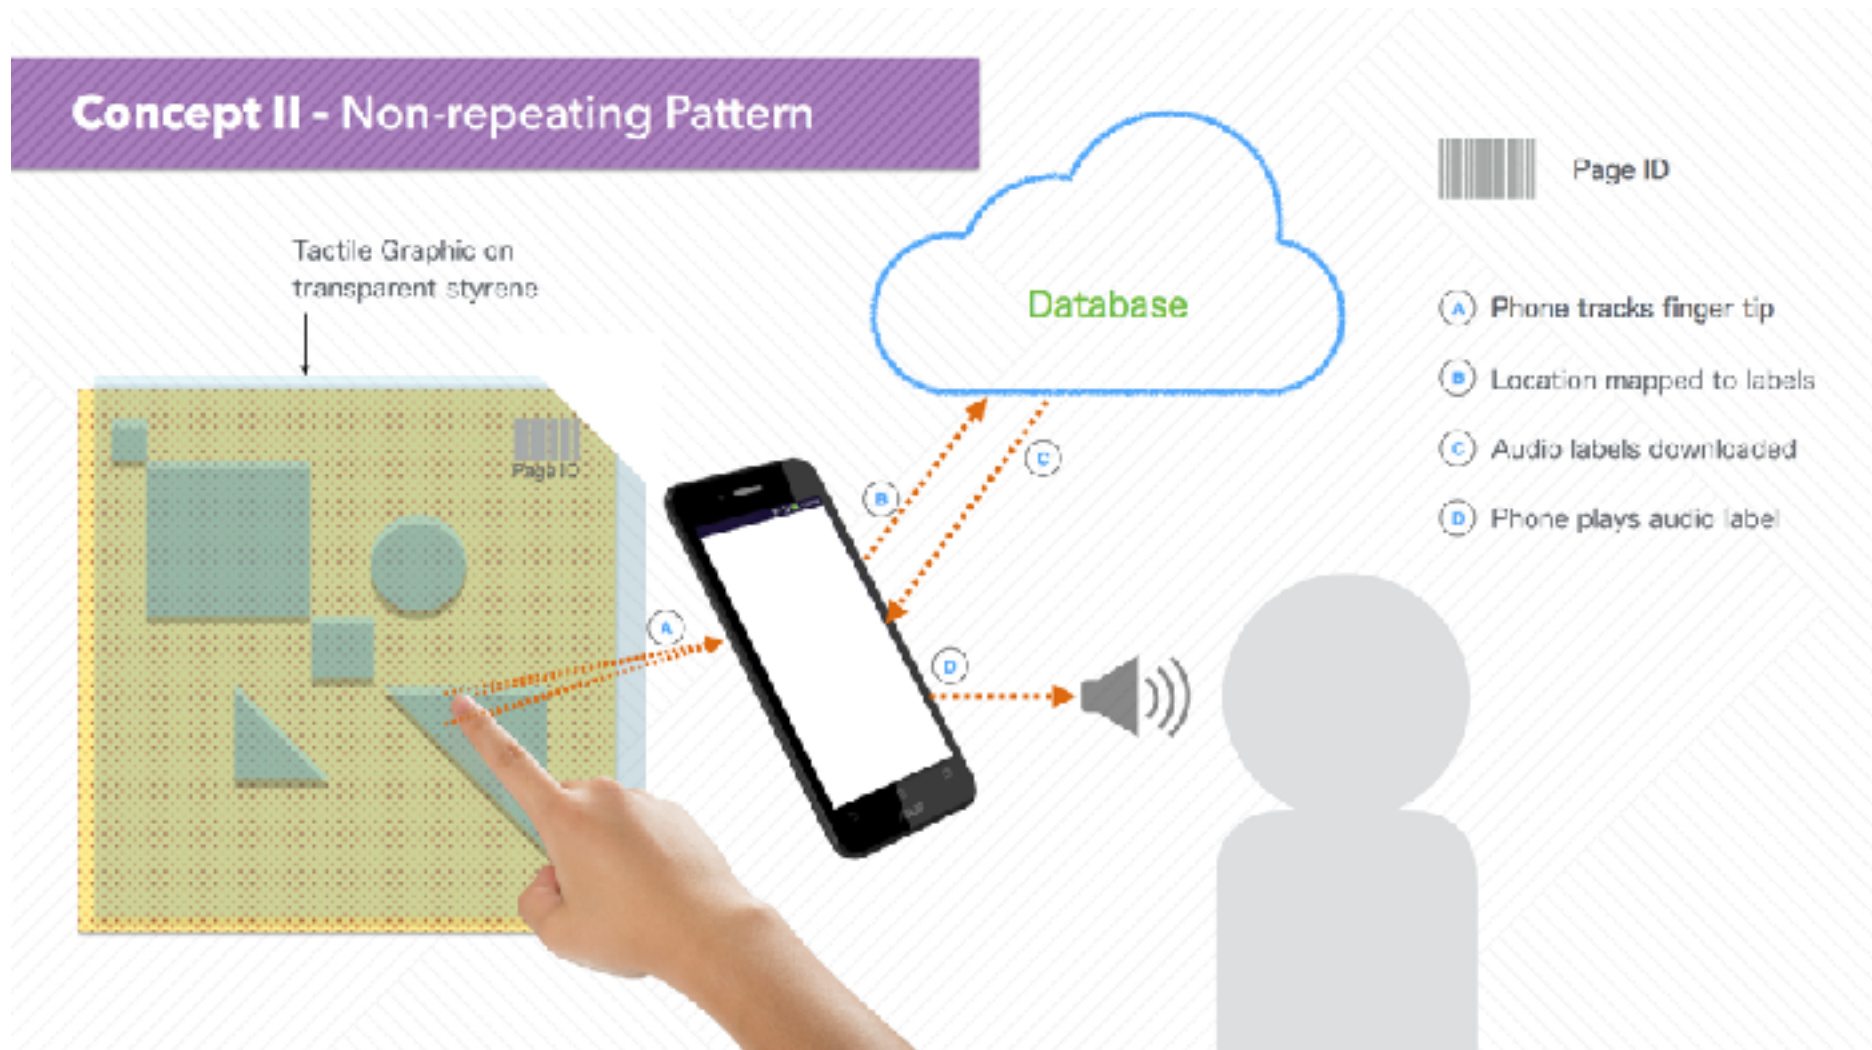 Concept II - Non-repeating Pattern
Tactile Graphic on
transparent styrene
Page ID
Database
Page ID
A Phone tracks finger tip
B Location mapped to labels
C Audio labels downloaded
D Phone plays audio label
A
B
C
D